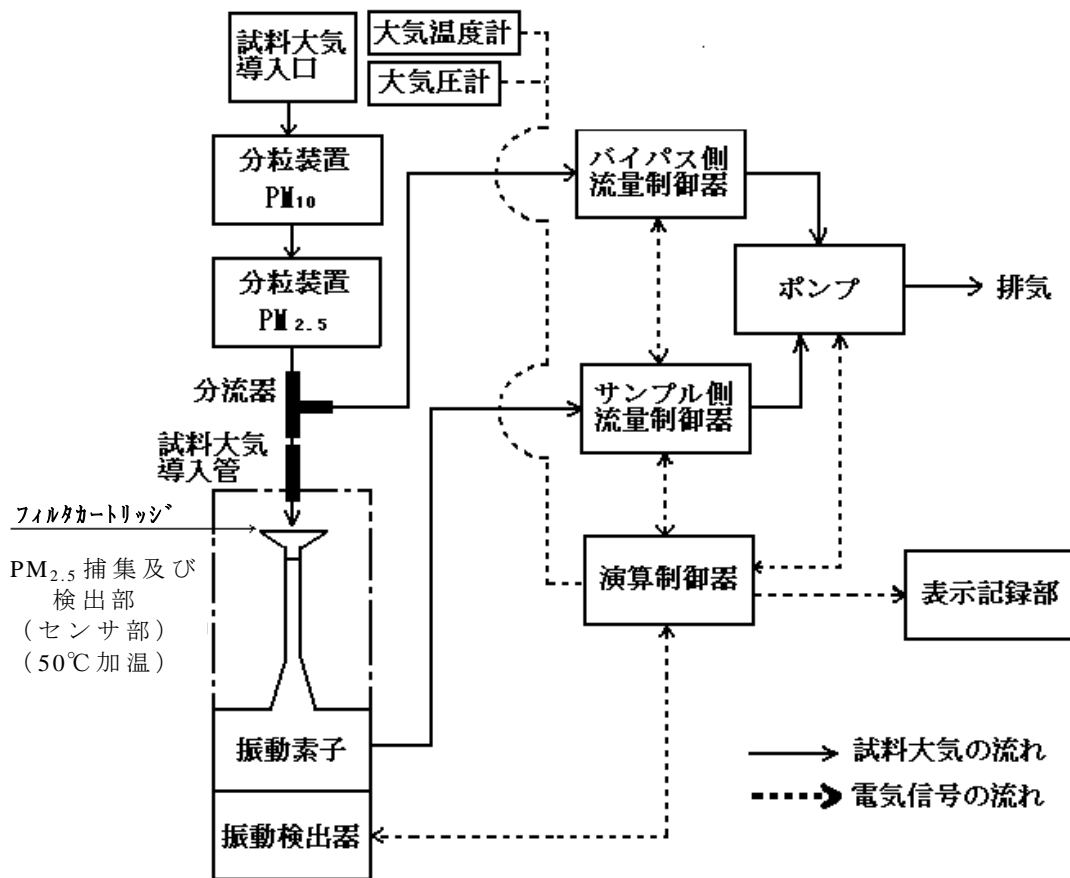 試料大気
導入口
大気温度計
大気圧計
分粒装置
PM₁₀
分粒装置
PM₂.₅
分流器
試料大気
導入管
フィルタカートリッジ
PM₂.₅捕集及び
検出部
（センサ部）
（50℃加温）
振動素子
振動検出器
バイパス側
流量制御器
サンプル側
流量制御器
演算制御器
ポンプ
排気
表示記録部
試料大気の流れ
電気信号の流れ